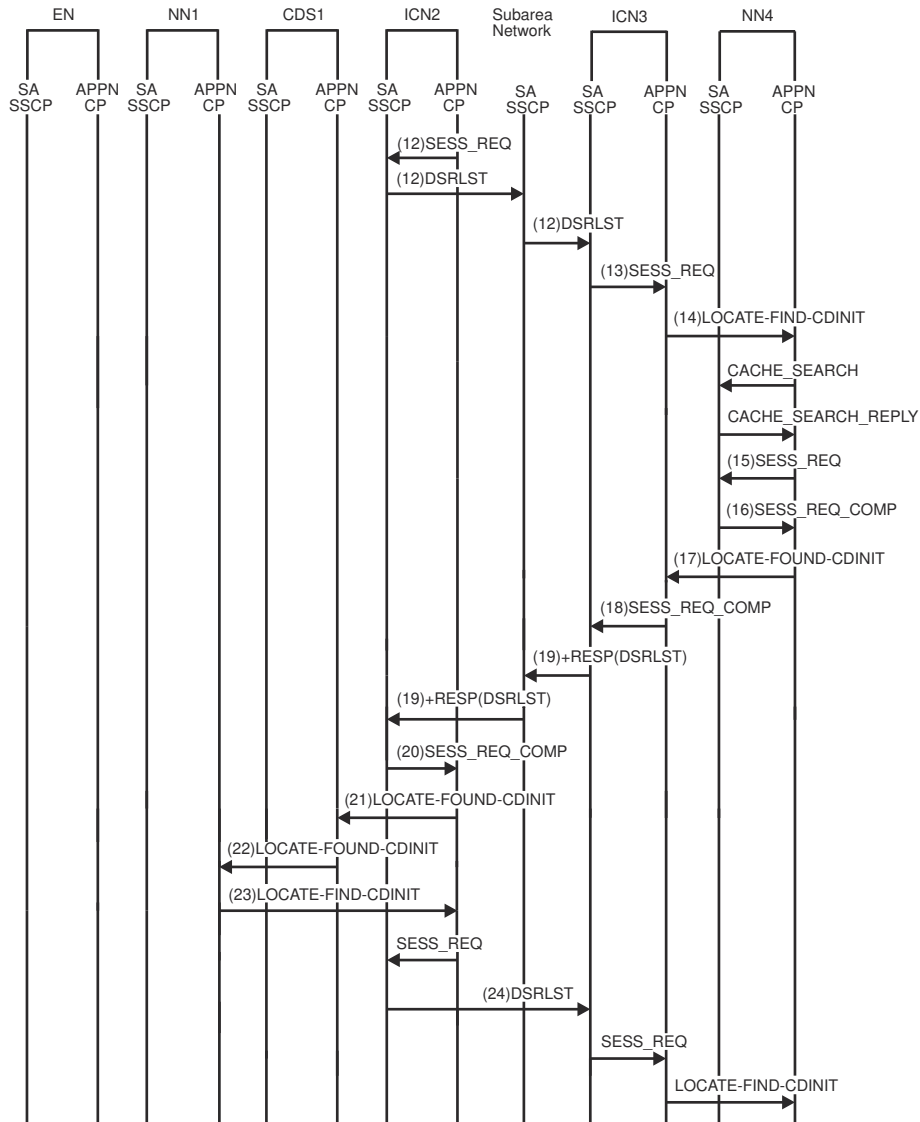 EN NN1 CDS1 ICN2 Subarea Network ICN3 NN4
SA SSCP APPN CP SA SSCP APPN CP SA SSCP APPN CP SA SSCP APPN CP SA SSCP SA SSCP APPN CP SA SSCP APPN CP
(12)SESS_REQ
(12)DSRLST
(12)DSRLST
(13)SESS_REQ
(14)LOCATE-FIND-CDINIT
CACHE_SEARCH
CACHE_SEARCH_REPLY
(15)SESS_REQ
(16)SESS_REQ_COMP
(17)LOCATE-FOUND-CDINIT
(18)SESS_REQ_COMP
(19)+RESP(DSRLST)
(19)+RESP(DSRLST)
(20)SESS_REQ_COMP
(21)LOCATE-FOUND-CDINIT
(22)LOCATE-FOUND-CDINIT
(23)LOCATE-FIND-CDINIT
SESS_REQ
(24)DSRLST
SESS_REQ
LOCATE-FIND-CDINIT